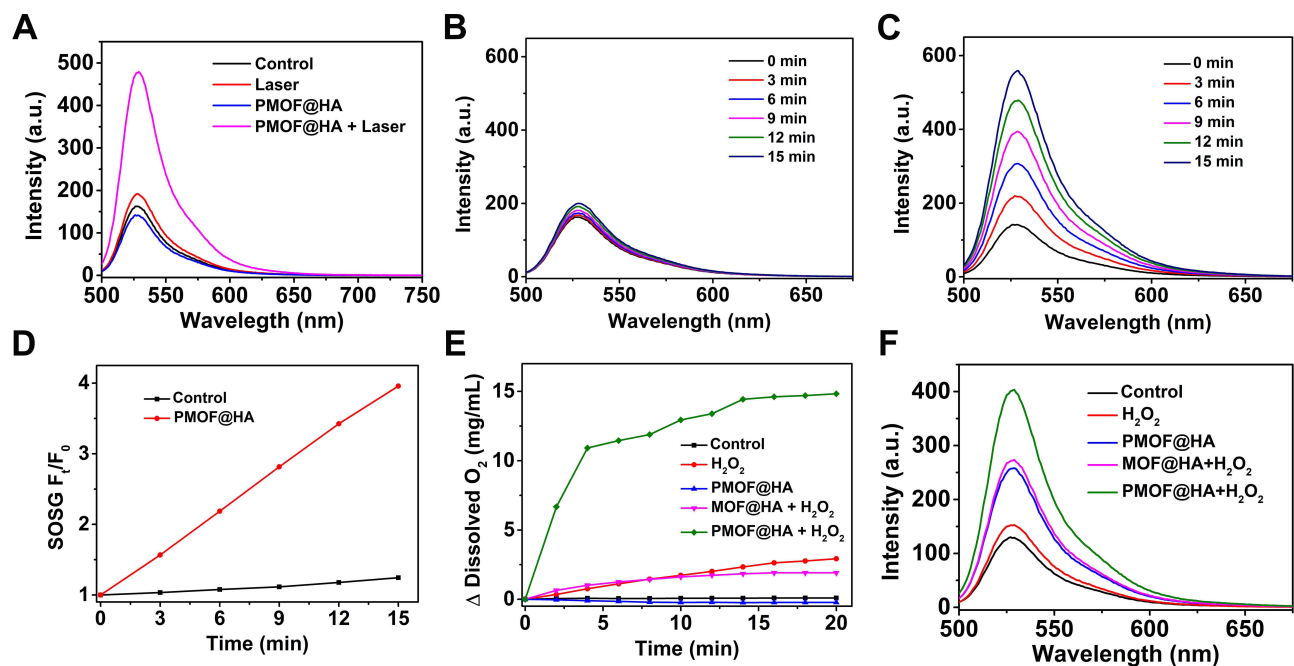 A
Intensity (a.u.)
500
400
300
200
100
0
Control
Laser
PMOF@HA
PMOF@HA + Laser
500 550 600 650 700 750
Wavelegth (nm)
B
Intensity (a.u.)
600
400
200
0
0 min
3 min
6 min
9 min
12 min
15 min
500 550 600 650
Wavelength (nm)
C
Intensity (a.u.)
600
400
200
0
0 min
3 min
6 min
9 min
12 min
15 min
500 550 600 650
Wavelength (nm)
D
SOSG Fₜ/F₀
4
3
2
1
Control
PMOF@HA
0 3 6 9 12 15
Time (min)
E
Δ Dissolved O₂ (mg/mL)
15
10
5
0
Control
H₂O₂
PMOF@HA
MOF@HA + H₂O₂
PMOF@HA + H₂O₂
0 5 10 15 20
Time (min)
F
Intensity (a.u.)
400
300
200
100
0
Control
H₂O₂
PMOF@HA
MOF@HA+H₂O₂
PMOF@HA+H₂O₂
500 550 600 650
Wavelength (nm)